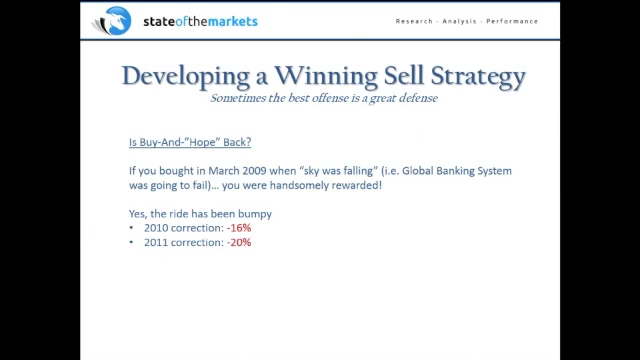 stateofthemarkets
Research · Analysis · Performance
Developing a Winning Sell Strategy
Sometimes the best offense is a great defense
Is Buy-And-"Hope" Back?
If you bought in March 2009 when "sky was falling" (i.e. Global Banking System
was going to fail)... you were handsomely rewarded!
Yes, the ride has been bumpy
• 2010 correction: -16%
• 2011 correction: -20%